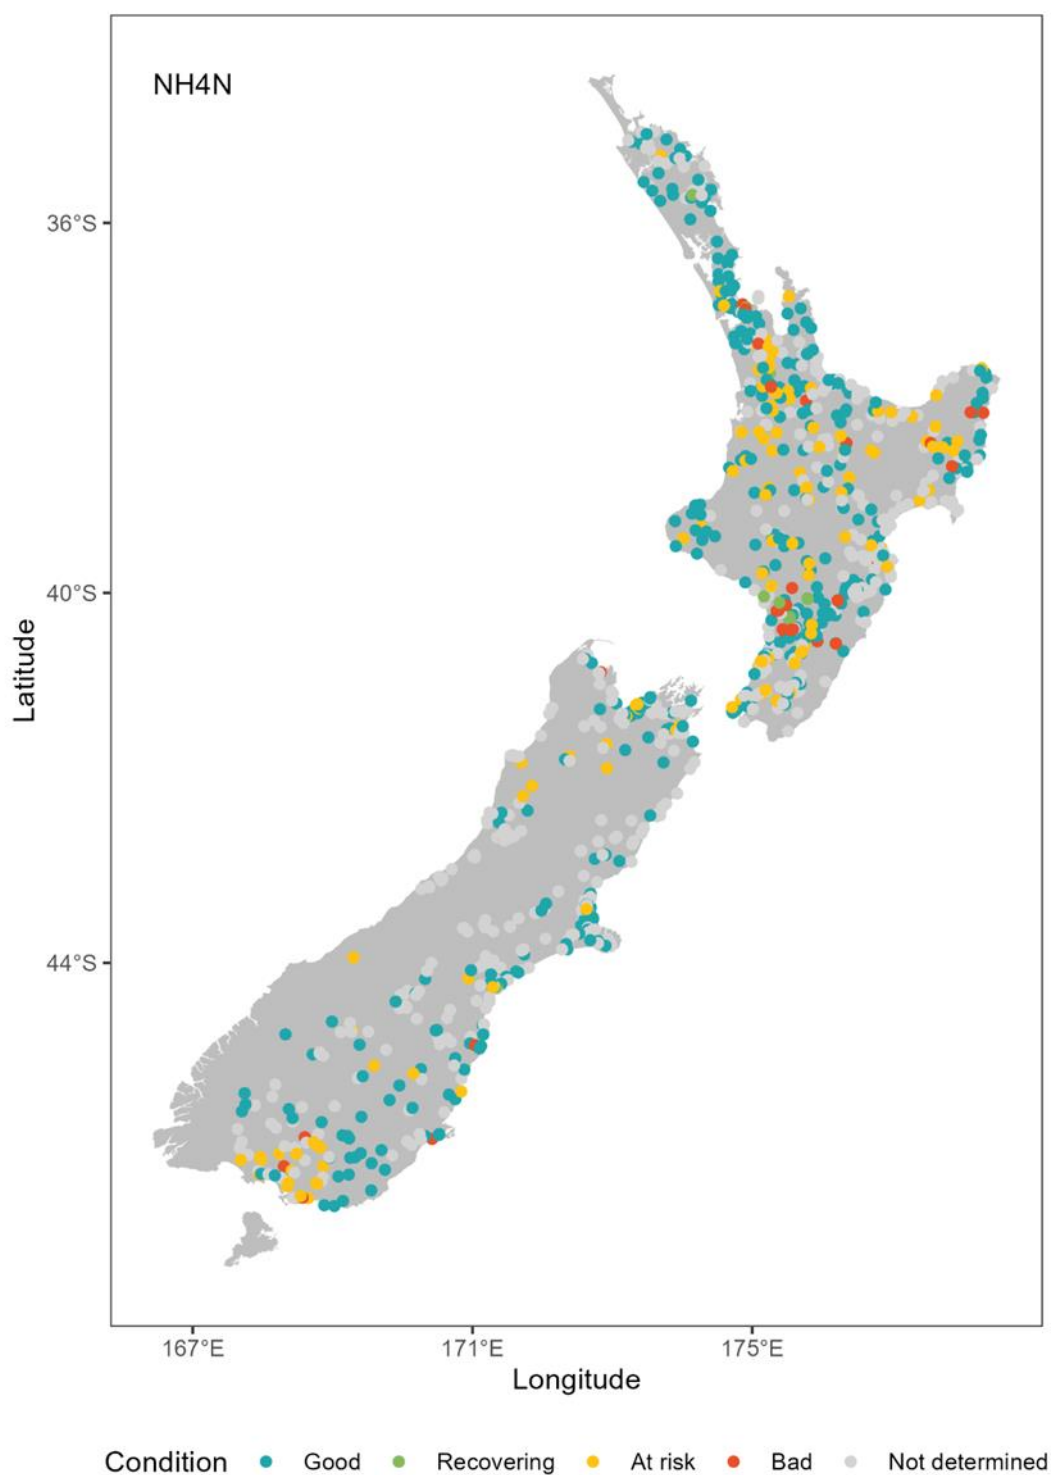 NH4N
36°S
40°S
44°S
Latitude
167°E 171°E 175°E
Longitude
Condition Good Recovering At risk Bad Not determined